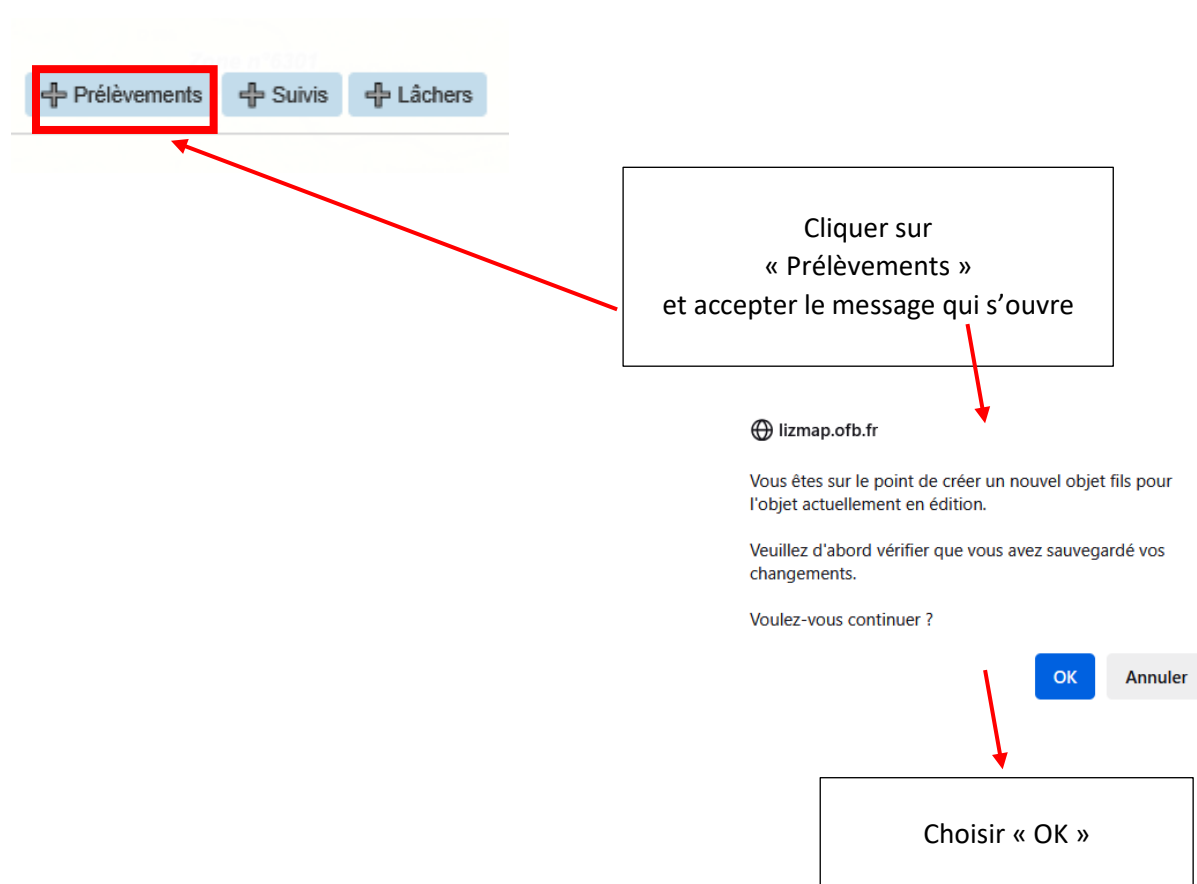 Prélèvements
Suivis
Lâchers
Cliquer sur
« Prélèvements »
et accepter le message qui s’ouvre
lizmap.ofb.fr
Vous êtes sur le point de créer un nouvel objet fils pour
l'objet actuellement en édition.
Veuillez d'abord vérifier que vous avez sauvegardé vos
changements.
Voulez-vous continuer ?
OK
Annuler
Choisir « OK »